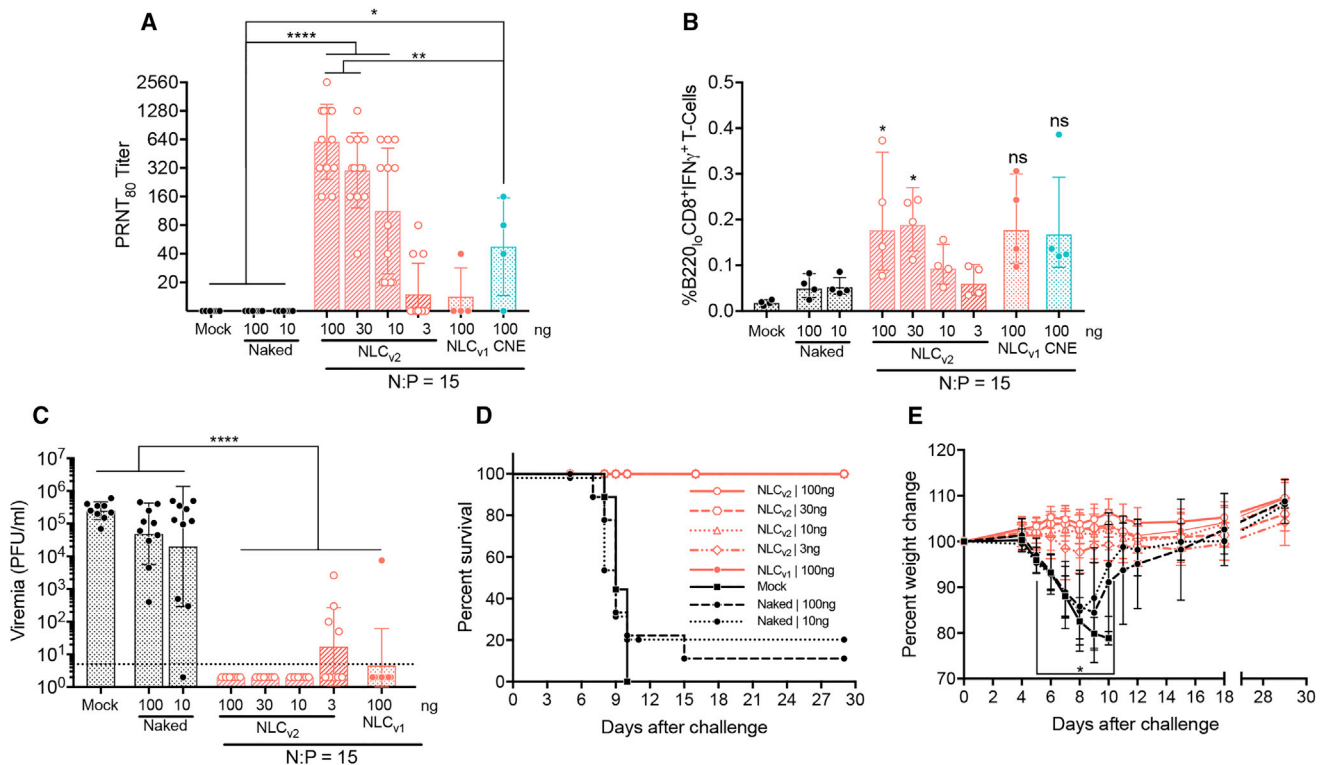 A
*
****
**
2560
1280
640
320
160
80
40
20
PRNT80 Titer
Mock 100 10 100 30 10 3 100 100 ng
Naked NLCv2 NLCv1 CNE
N:P = 15
B
0.5
0.4
0.3
0.2
0.1
0.0
%B220loCD8+IFNγ+ T-Cells
* * ns ns
Mock 100 10 100 30 10 3 100 100 ng
Naked NLCv2 NLCv1 CNE
N:P = 15
C
****
10^7
10^6
10^5
10^4
10^3
10^2
10^1
10^0
Viremia (PFU/ml)
Mock 100 10 100 30 10 3 100 ng
Naked NLCv2 NLCv1
N:P = 15
D
100
80
60
40
20
0
Percent survival
NLCv2 | 100ng
NLCv2 | 30ng
NLCv2 | 10ng
NLCv2 | 3ng
NLCv1 | 100ng
Mock
Naked | 100ng
Naked | 10ng
0 3 6 9 12 15 18 21 24 27 30
Days after challenge
E
120
110
100
90
80
70
Percent weight change
*
0 2 4 6 8 10 12 14 16 18 28 30
Days after challenge